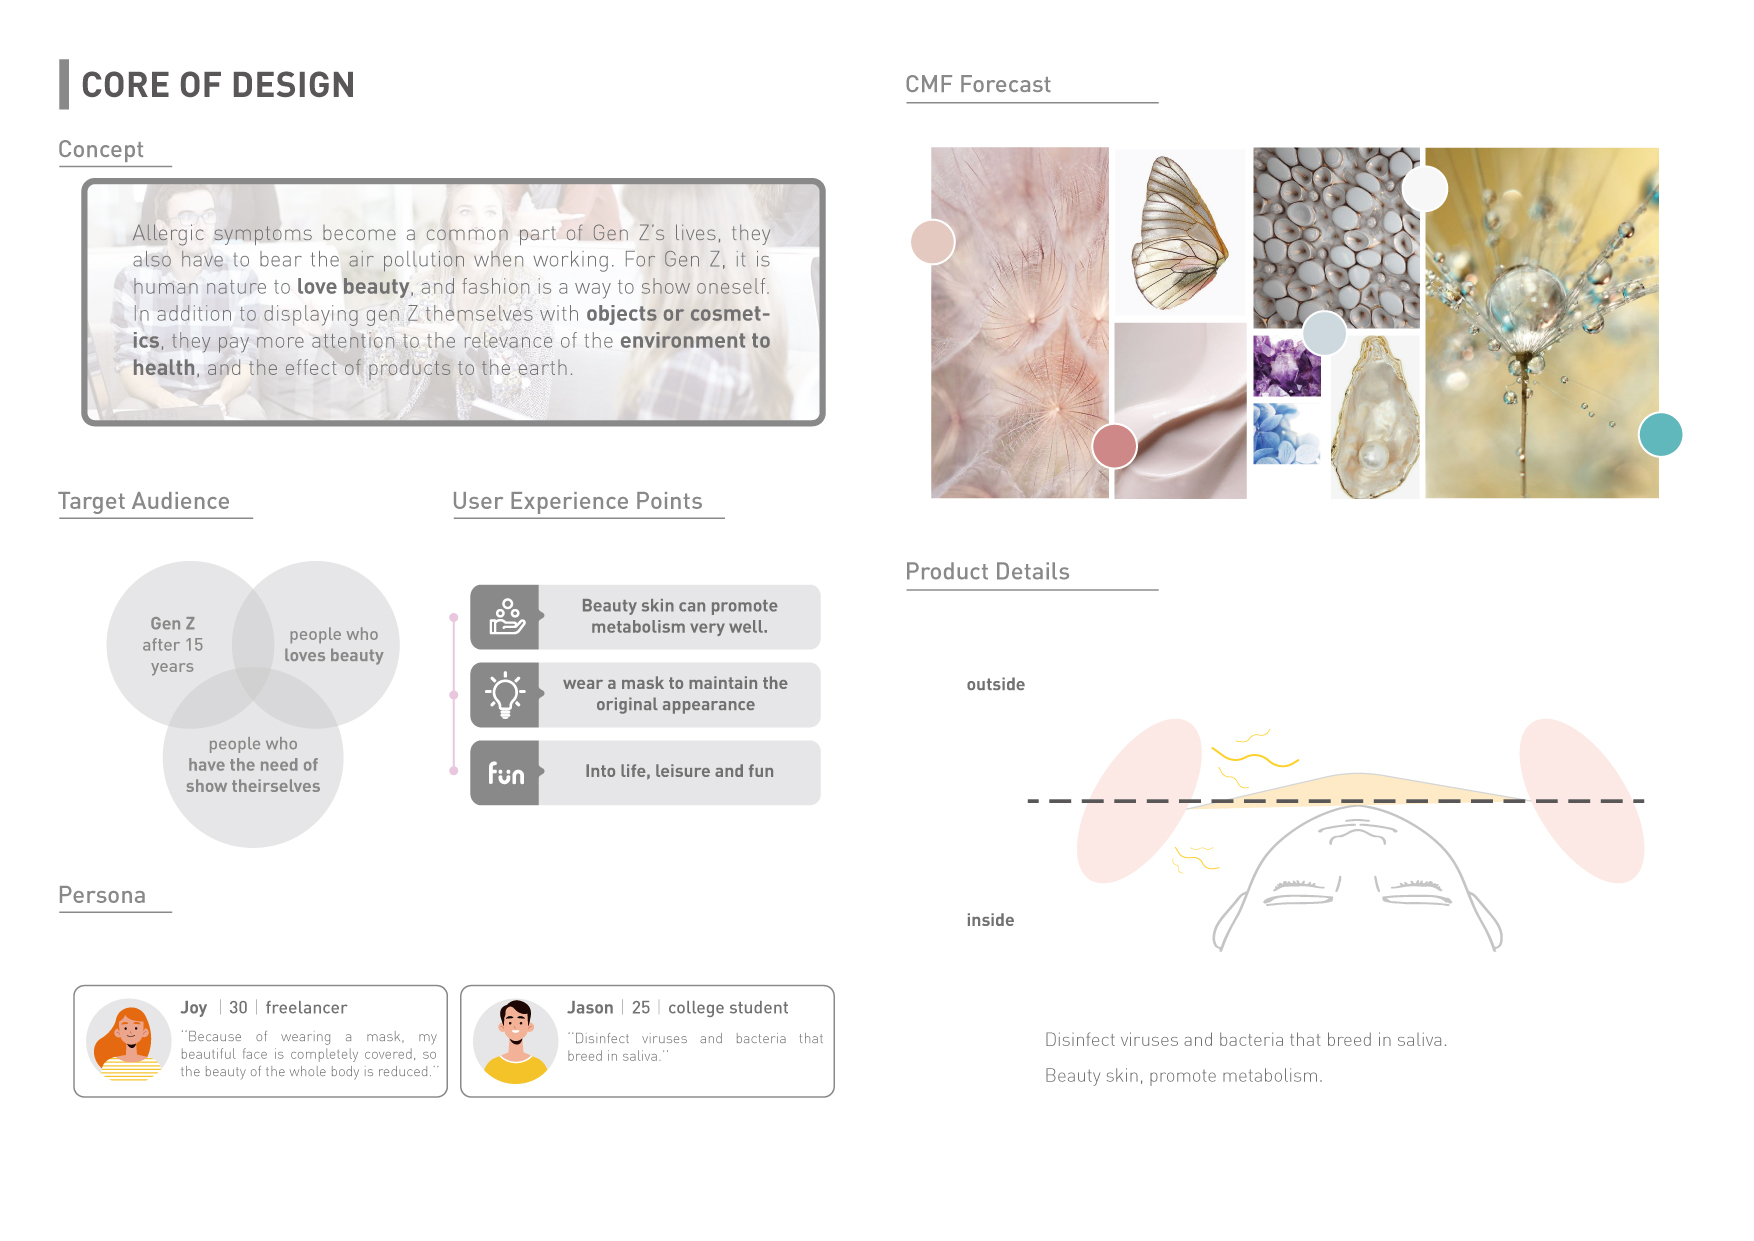 CORE OF DESIGN
Concept
Allergic symptoms become a common part of Gen Z's lives, they
also have to bear the air pollution when working. For Gen Z, it is
human nature to love beauty, and fashion is a way to show oneself.
In addition to displaying gen Z themselves with objects or cosmet-
ics, they pay more attention to the relevance of the environment to
health, and the effect of products to the earth.
Target Audience
Gen Z
after 15
years
people who
loves beauty
people who
have the need of
show theirselves
User Experience Points
Beauty skin can promote
metabolism very well.
wear a mask to maintain the
original appearance
fun
Into life, leisure and fun
Persona
Joy | 30 | freelancer
"Because of wearing a mask, my
beautiful face is completely covered, so
the beauty of the whole body is reduced."
Jason | 25 | college student
"Disinfect viruses and bacteria that
breed in saliva."
CMF Forecast
Product Details
outside
inside
Disinfect viruses and bacteria that breed in saliva.
Beauty skin, promote metabolism.